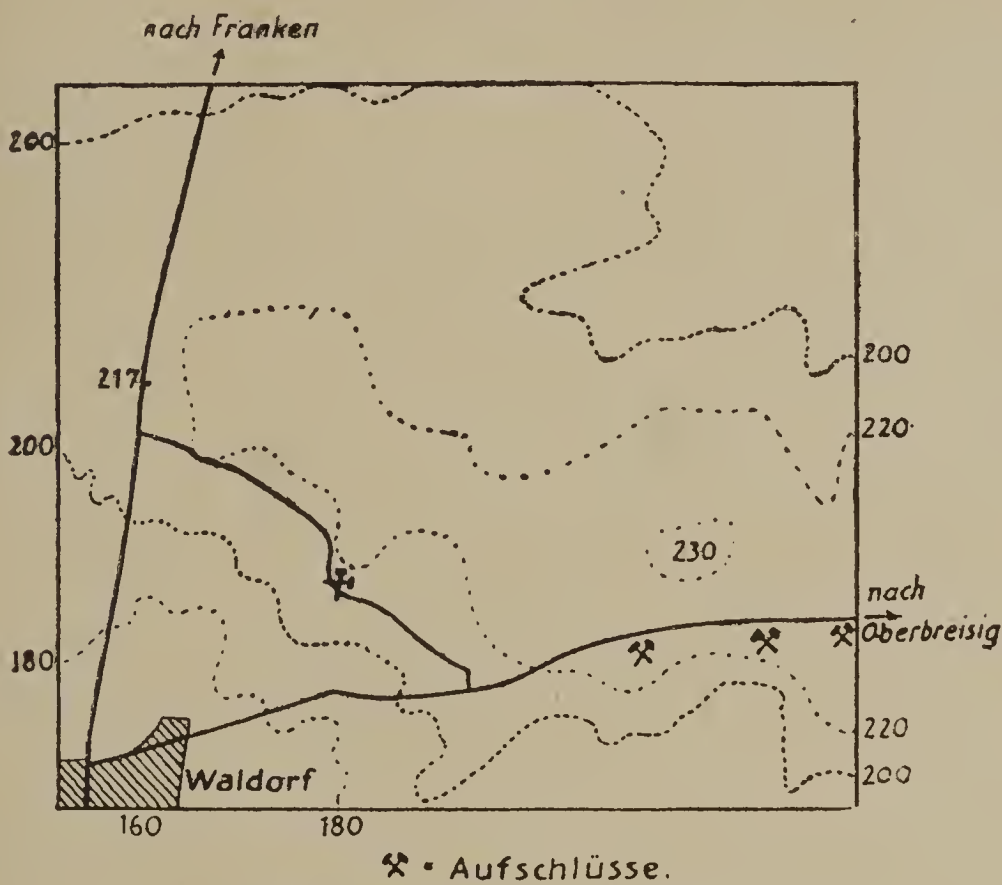 nach Franken
200
217
200
200
220
230
nach
Oberbreisig
180
220
200
Waldorf
160
180
= Aufschlüsse.